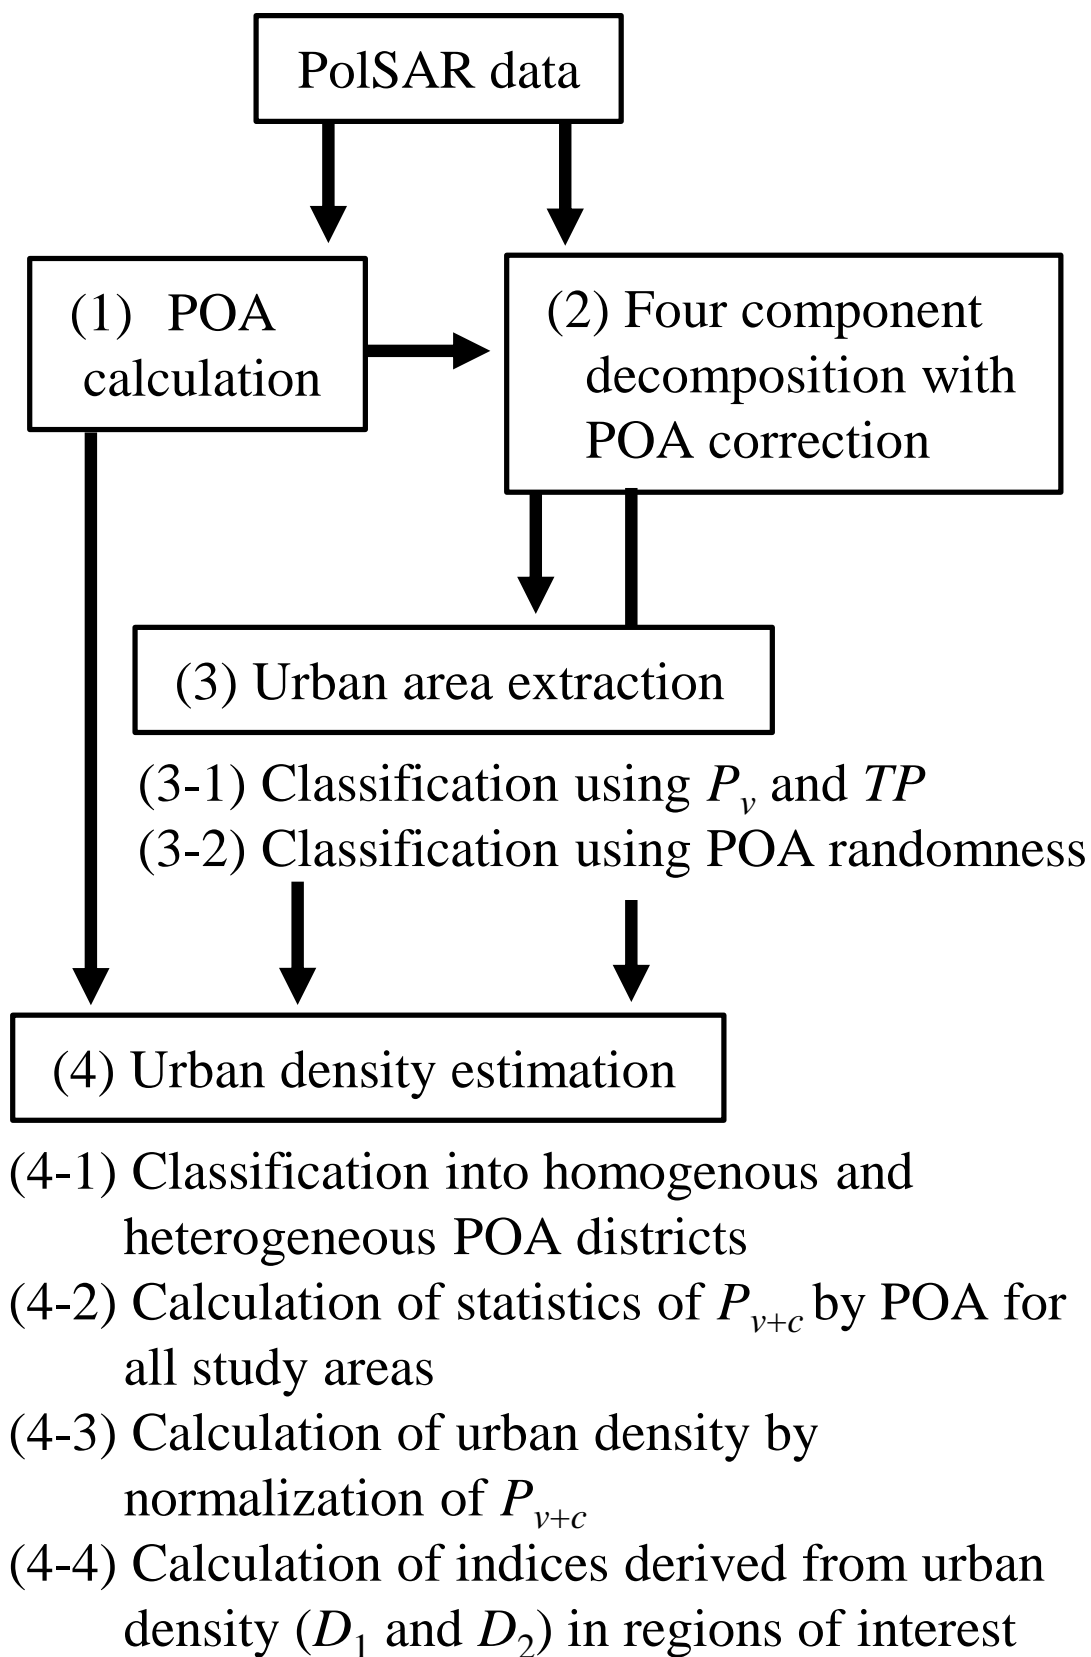 PolSAR data
(1) POA
calculation
(2) Four component
decomposition with
POA correction
(3) Urban area extraction
(3-1) Classification using Pv and TP
(3-2) Classification using POA randomness
(4) Urban density estimation
(4-1) Classification into homogenous and
heterogeneous POA districts
(4-2) Calculation of statistics of Pv+c by POA for
all study areas
(4-3) Calculation of urban density by
normalization of Pv+c
(4-4) Calculation of indices derived from urban
density (D1 and D2) in regions of interest